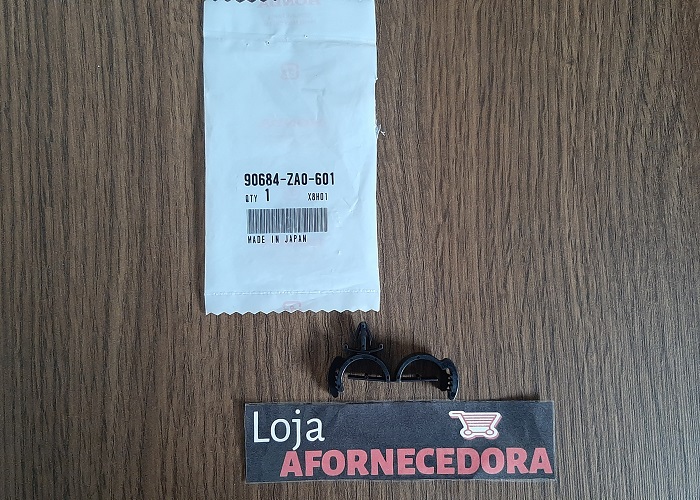 90684-ZA0-601
QTY 1 X8H01
MADE IN JAPAN
Loja
AFORNECEDORA